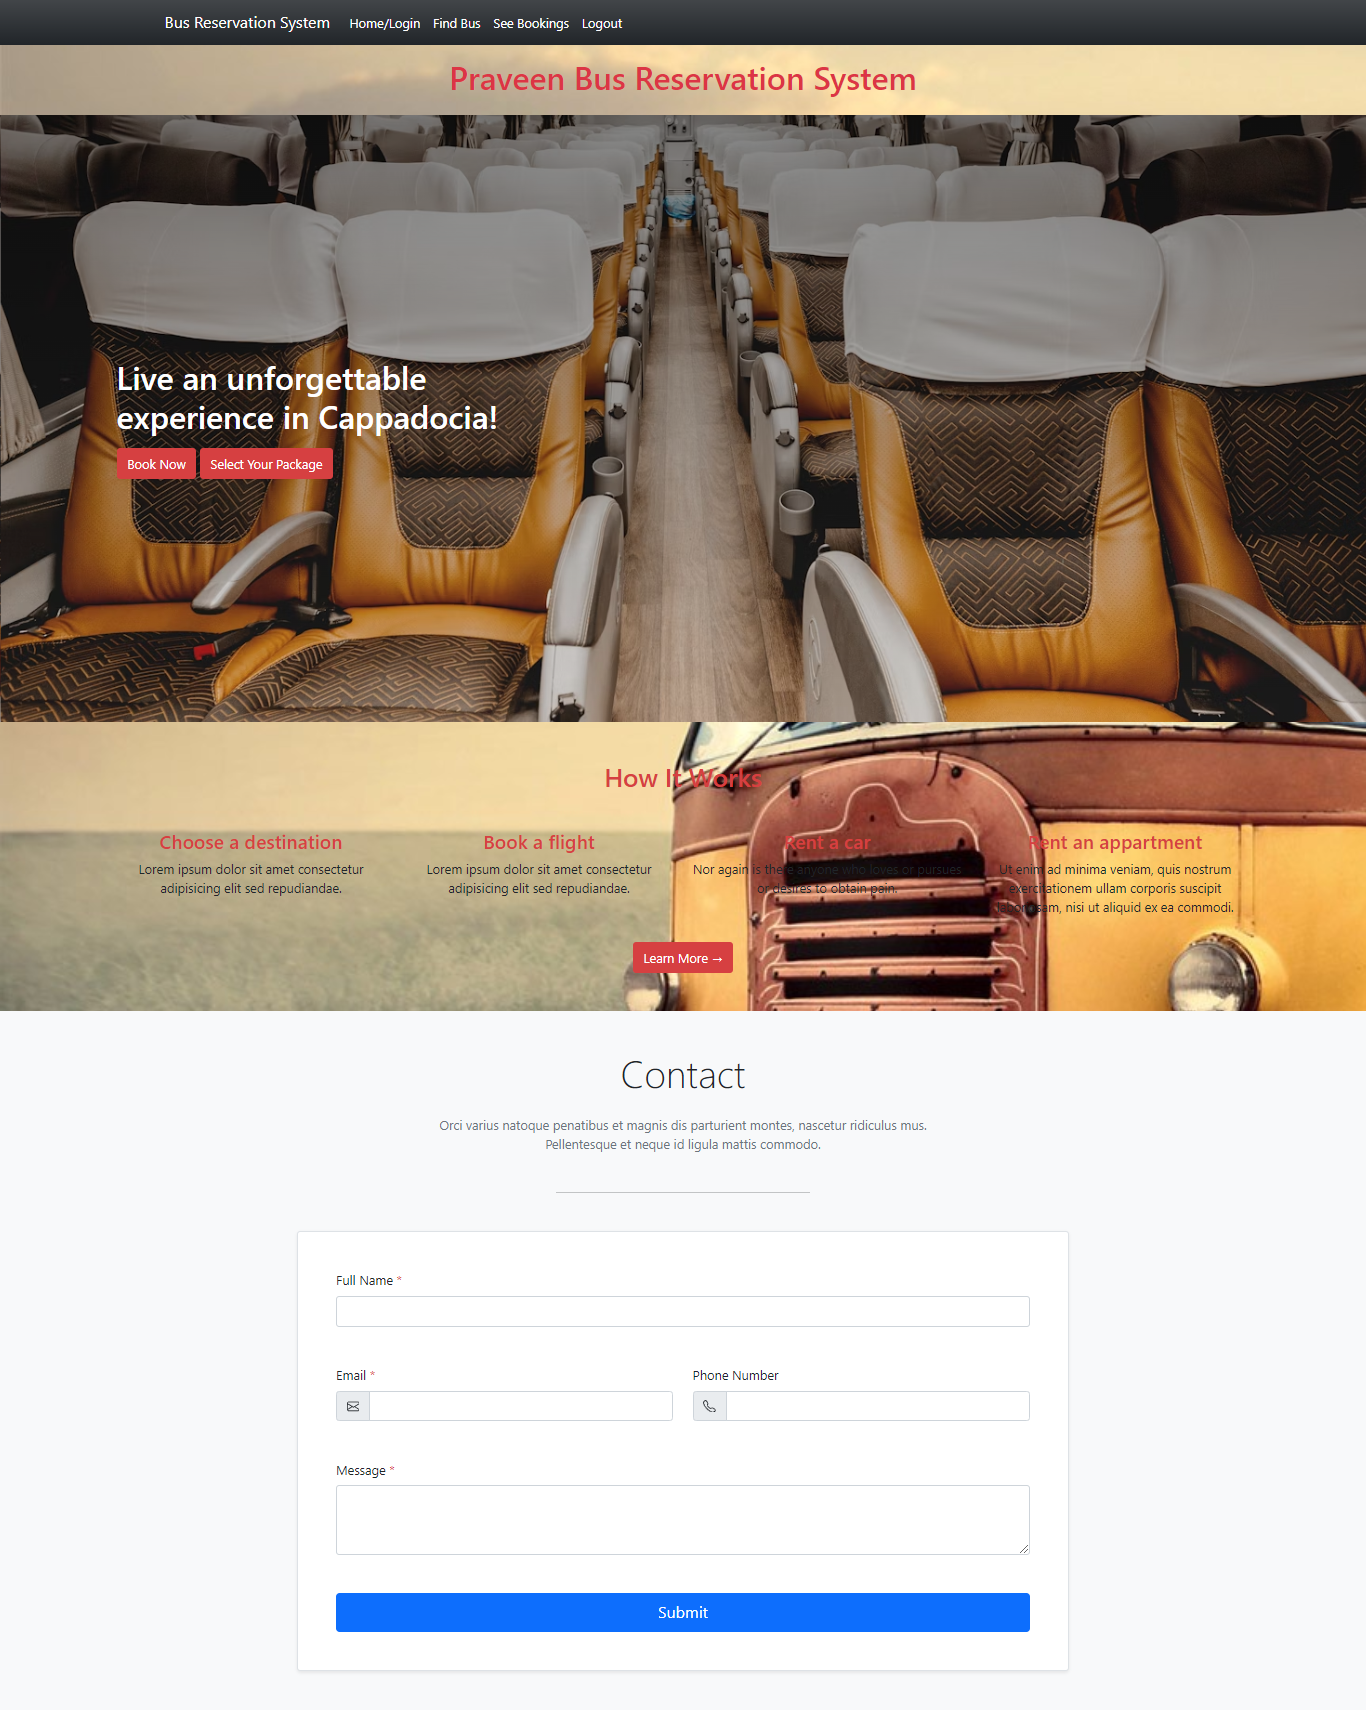 Bus Reservation System Home/Login Find Bus See Bookings Logout
Praveen Bus Reservation System
Live an unforgettable
experience in Cappadocia!
Book Now Select Your Package
How It Works
Choose a destination
Lorem ipsum dolor sit amet consectetur
adipisicing elit sed repudiandae.
Book a flight
Lorem ipsum dolor sit amet consectetur
adipisicing elit sed repudiandae.
Rent a car
Nor again is there anyone who loves or pursues
or desires to obtain pain.
Rent an appartment
Ut enim ad minima veniam, quis nostrum
exercitationem ullam corporis suscipit
laboriosam, nisi ut aliquid ex ea commodi.
Learn More →
Contact
Orci varius natoque penatibus et magnis dis parturient montes, nascetur ridiculus mus.
Pellentesque et neque id ligula mattis commodo.
Full Name *
Email *
Phone Number
Message *
Submit